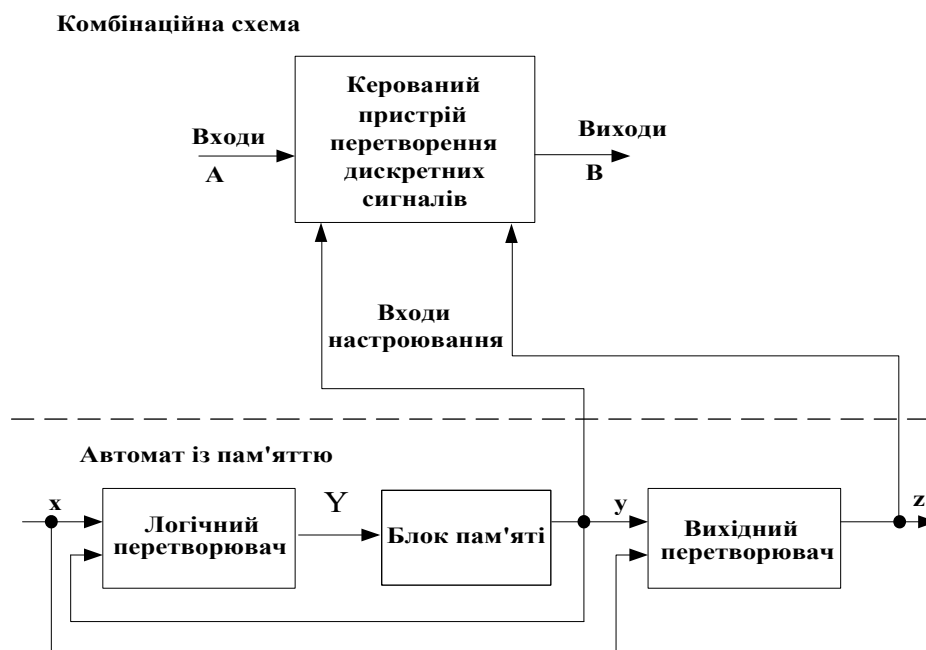 Комбінаційна схема
Керований
пристрій
перетворення
дискретних
сигналів
Входи
A
Виходи
B
Входи
настроювання
Автомат із пам'яттю
x
Логічний
перетворювач
Y
Блок пам'яті
y
Вихідний
перетворювач
z